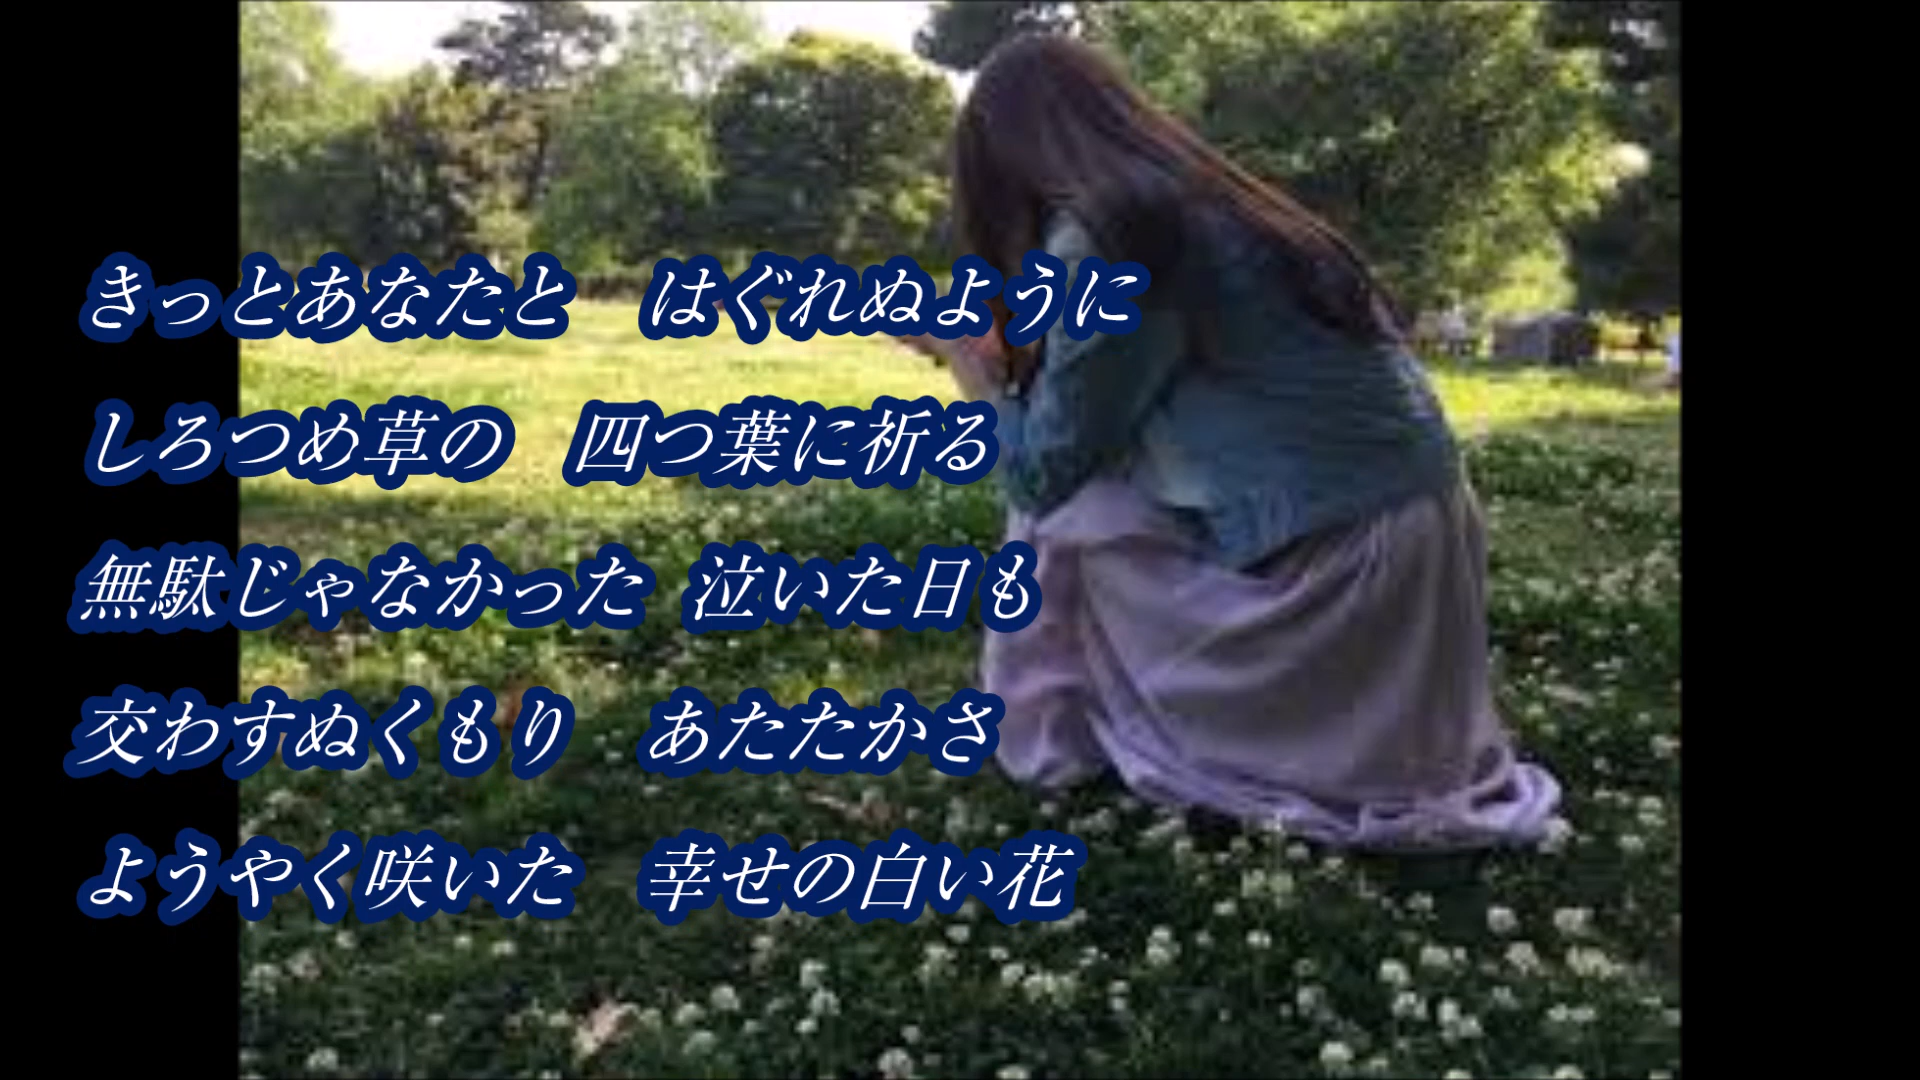 きっとあなたと　はぐれぬように
しろつめ草の　四つ葉に祈る
無駄じゃなかった 泣いた日も
交わすぬくもり　あたたかさ
ようやく咲いた　幸せの白い花